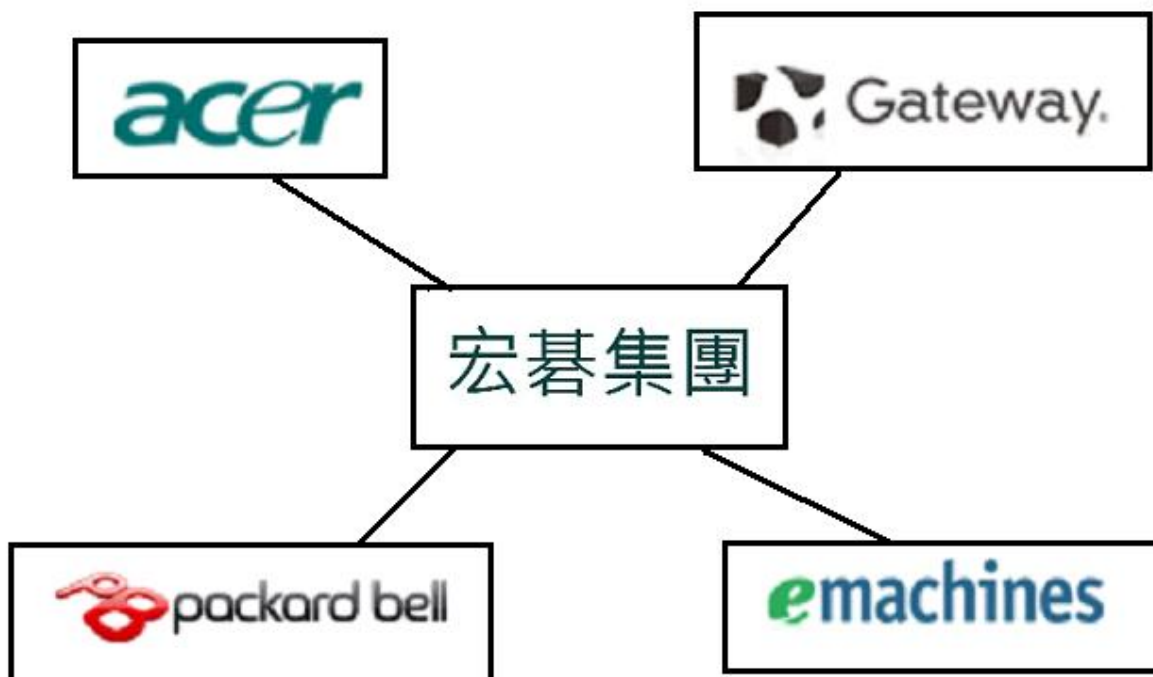 acer
Gateway.
宏碁集團
packard bell
emachines